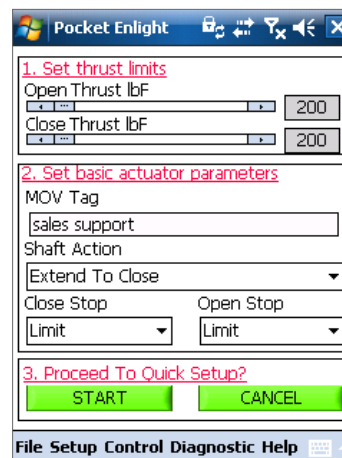 Pocket Enlight
1. Set thrust limits
Open Thrust lbF
200
Close Thrust lbF
200
2. Set basic actuator parameters
MOV Tag
sales support
Shaft Action
Extend To Close
Close Stop Open Stop
Limit Limit
3. Proceed To Quick Setup?
START CANCEL
File Setup Control Diagnostic Help